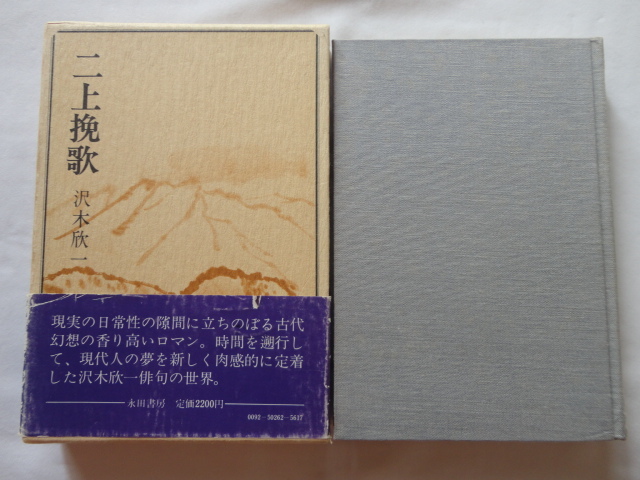 二上挽歌
沢木欣一
現実の日常性の隙間に立ちのぼる古代
幻想の香り高いロマン。時間を遡行し
て、現代人の夢を新しく肉感的に定着
した沢木欣一俳句の世界。
永田書房 定価2200円
0092-50262-5617